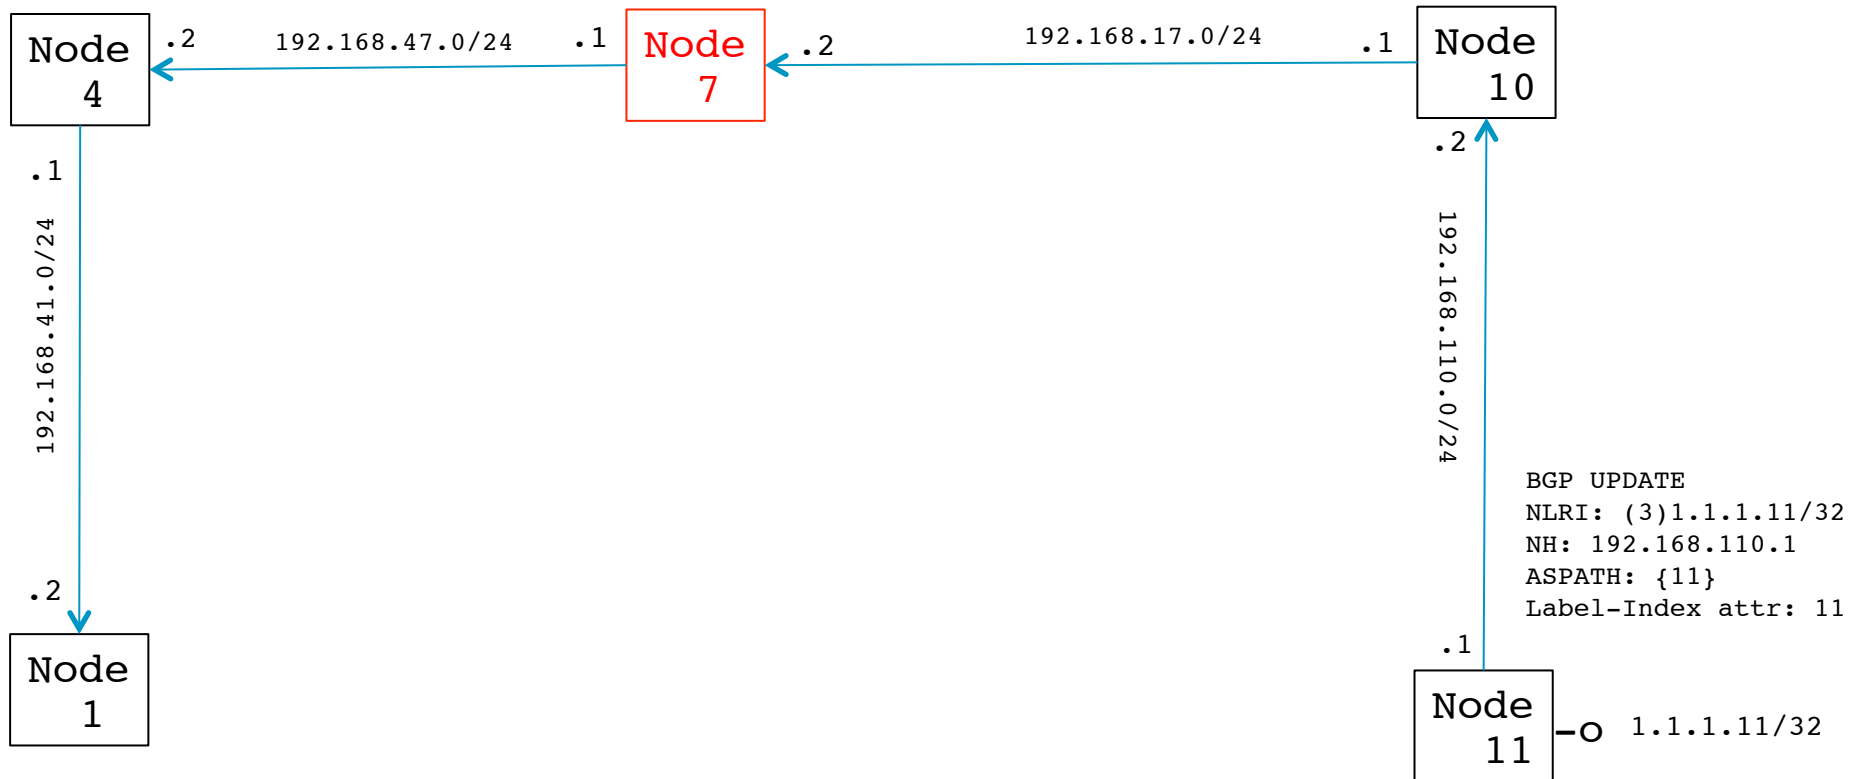 Node
4
.2
192.168.47.0/24
.1
Node
7
.2
192.168.17.0/24
.1
Node
10
.1
192.168.41.0/24
.2
Node
1
.2
192.168.110.0/24
BGP UPDATE
NLRI: (3)1.1.1.11/32
NH: 192.168.110.1
ASPATH: {11}
Label-Index attr: 11
.1
Node
11
1.1.1.11/32